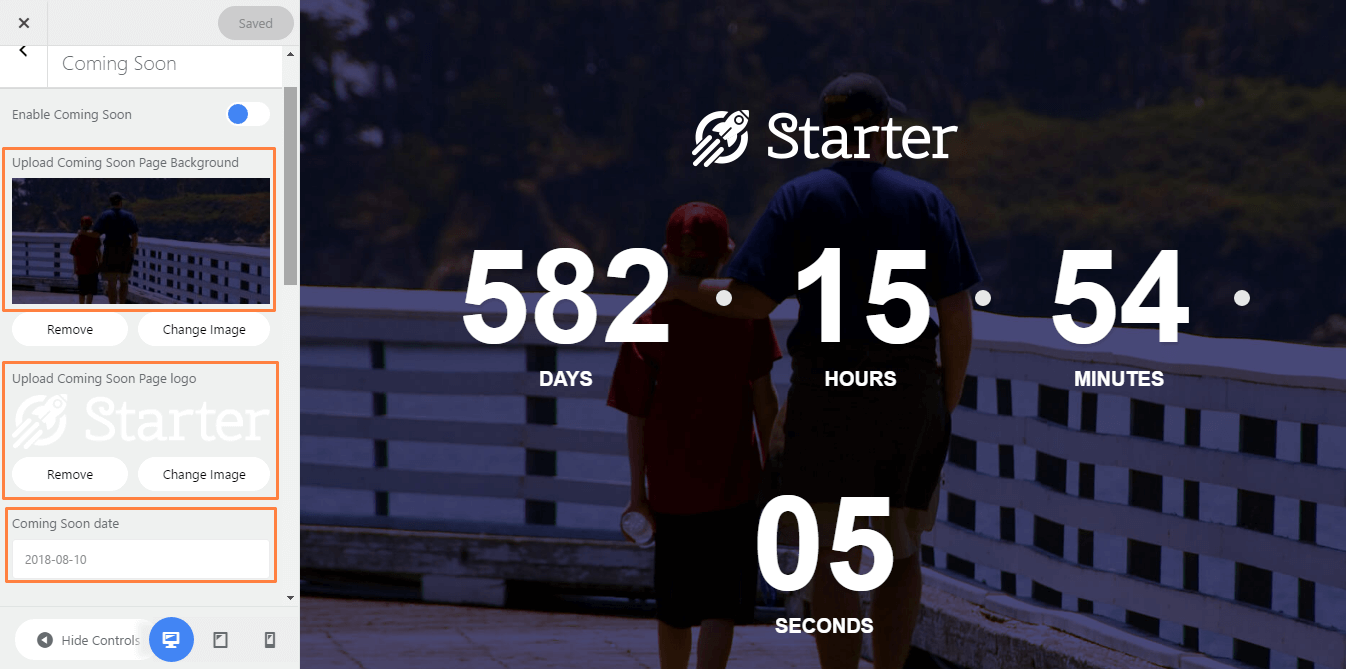 Saved
Coming Soon
Enable Coming Soon
Upload Coming Soon Page Background
Remove
Change Image
Upload Coming Soon Page logo
Starter
Remove
Change Image
Coming Soon date
2018-08-10
Hide Controls
Starter
582 15 54
DAYS HOURS MINUTES
05
SECONDS